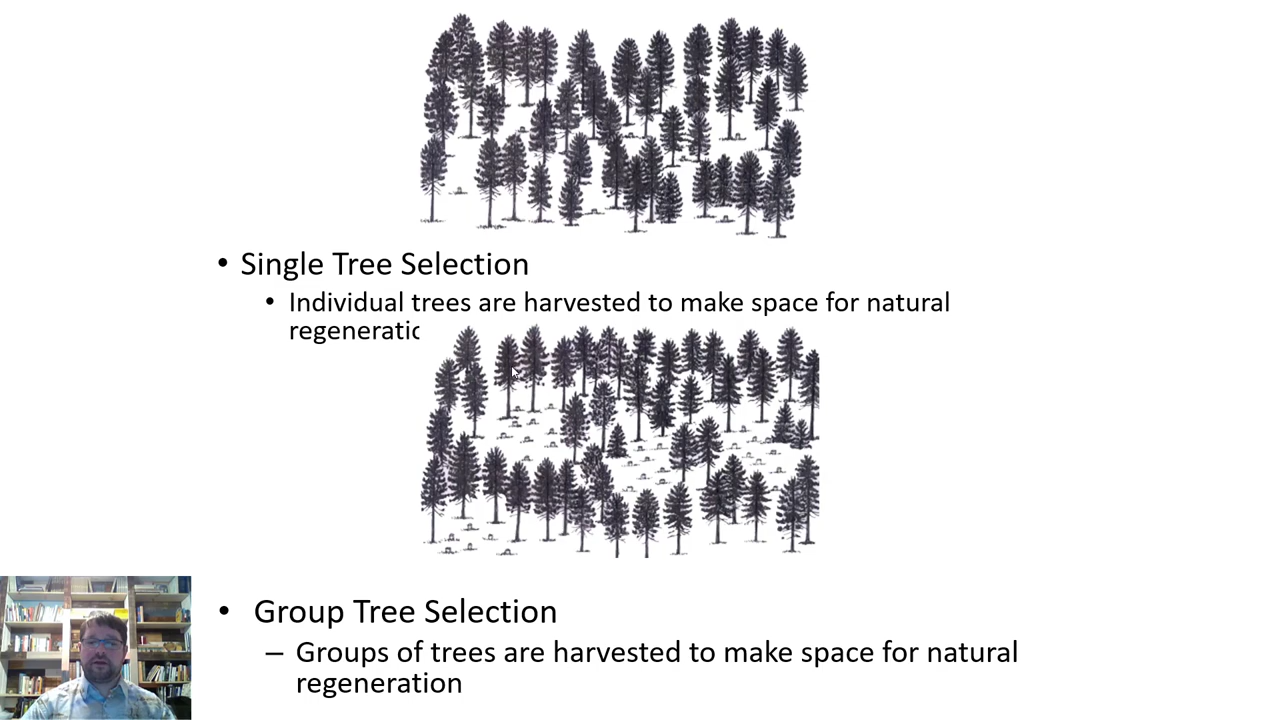 • Single Tree Selection
• Individual trees are harvested to make space for natural
regeneratic
• Group Tree Selection
– Groups of trees are harvested to make space for natural
regeneration